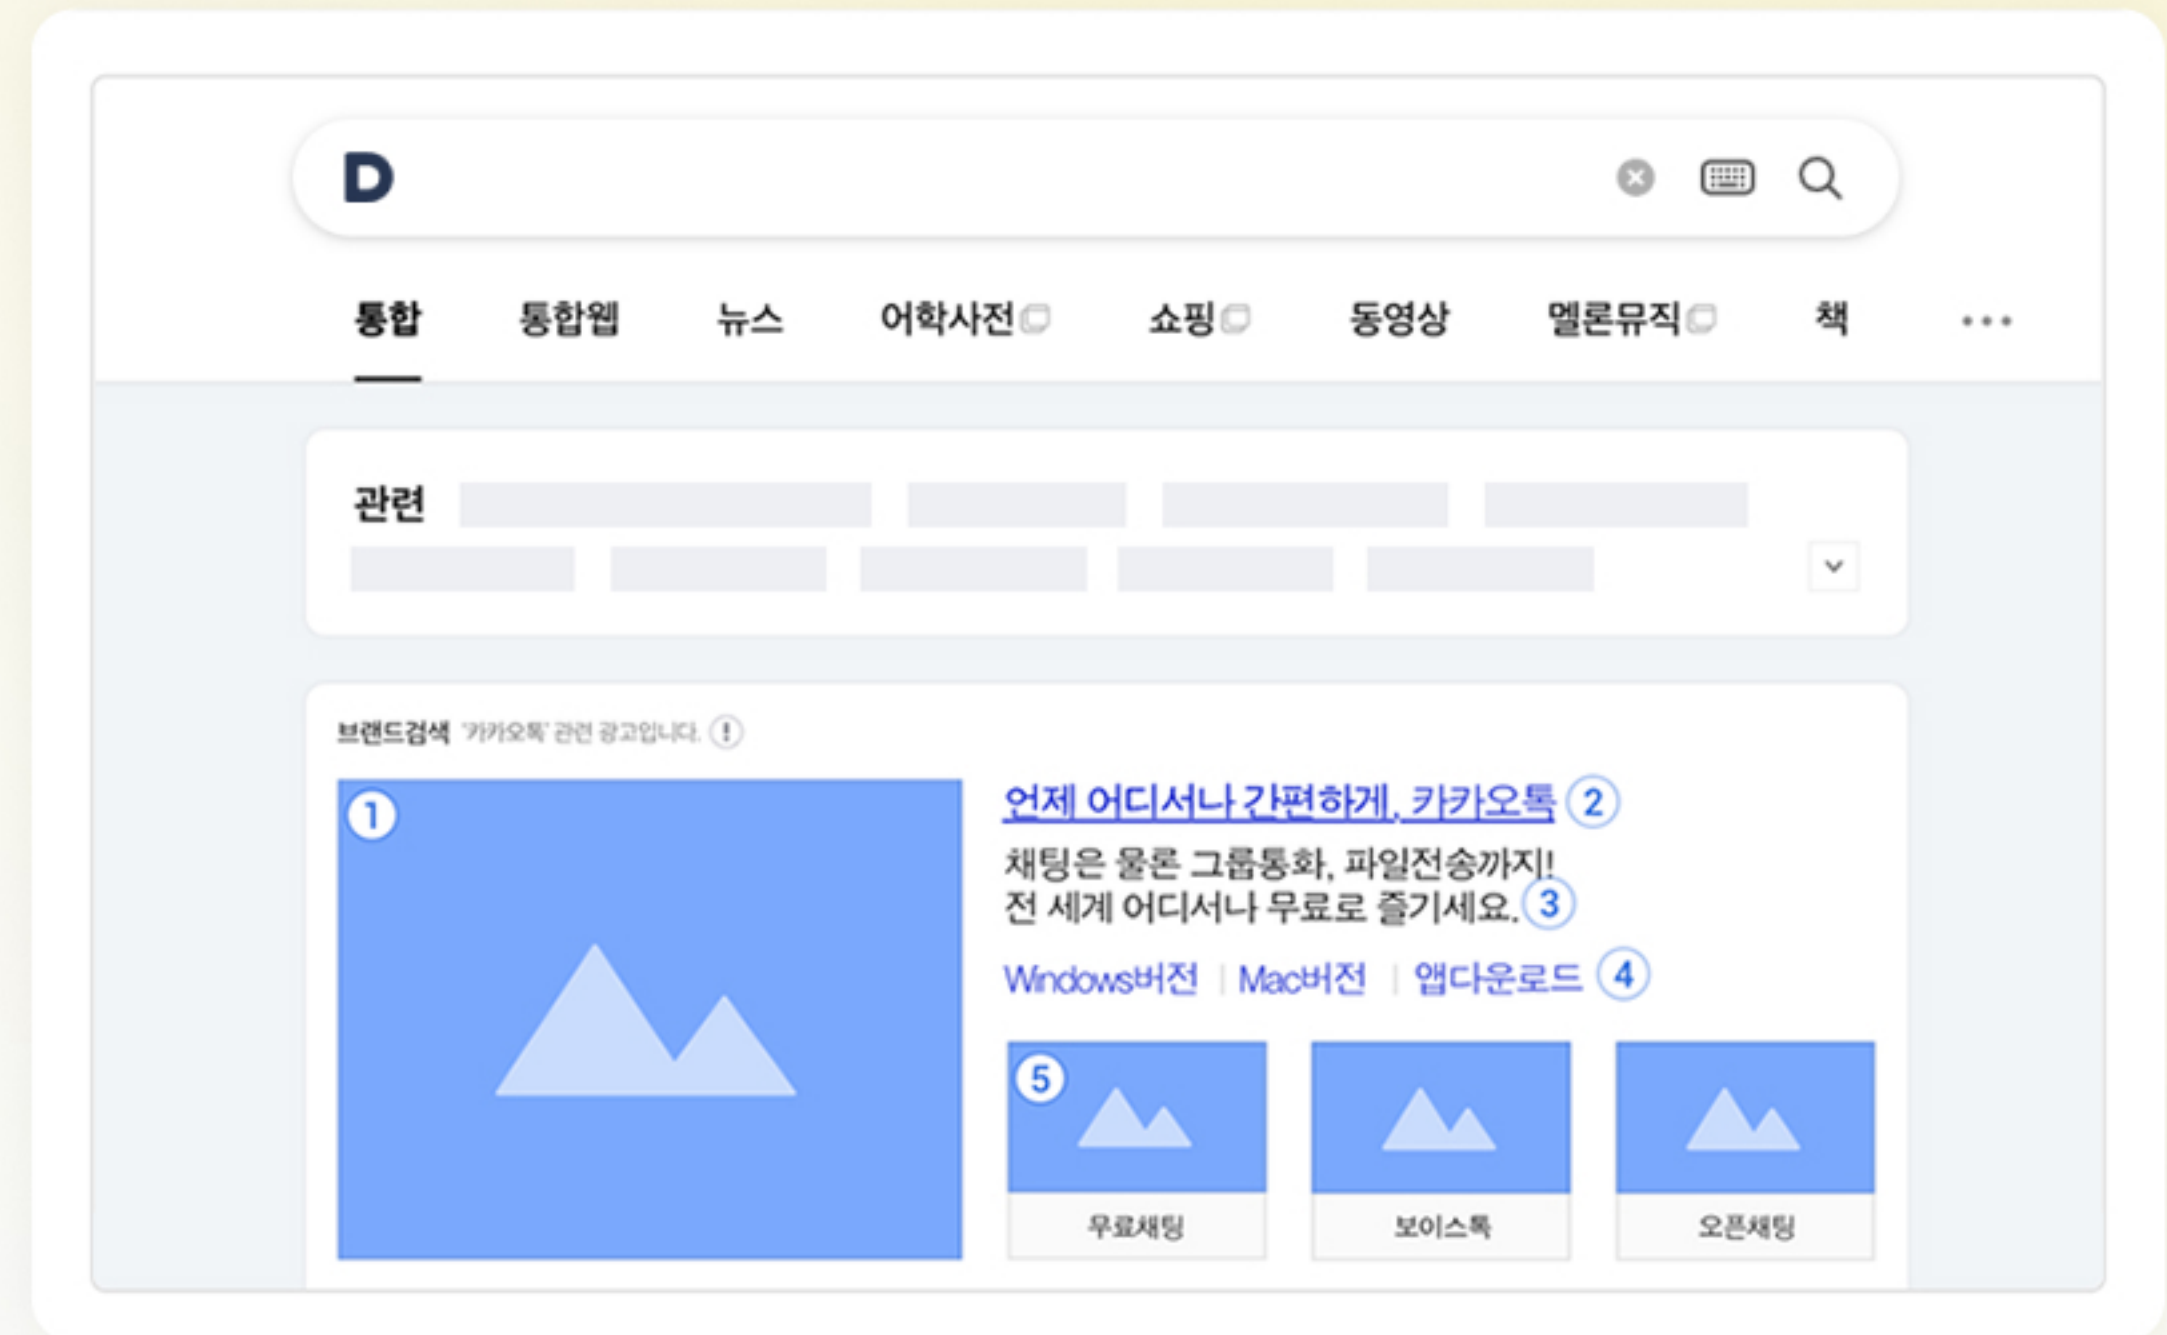 D
통합 통합웹 뉴스 어학사전 쇼핑 동영상 멜론뮤직 책 ...
관련
브랜드검색 '카카오톡' 관련 광고입니다. !
1
언제 어디서나 간편하게, 카카오톡 2
채팅은 물론 그룹통화, 파일전송까지!
전 세계 어디서나 무료로 즐기세요. 3
Windows버전 | Mac버전 | 앱다운로드 4
5
무료채팅 보이스톡 오픈채팅